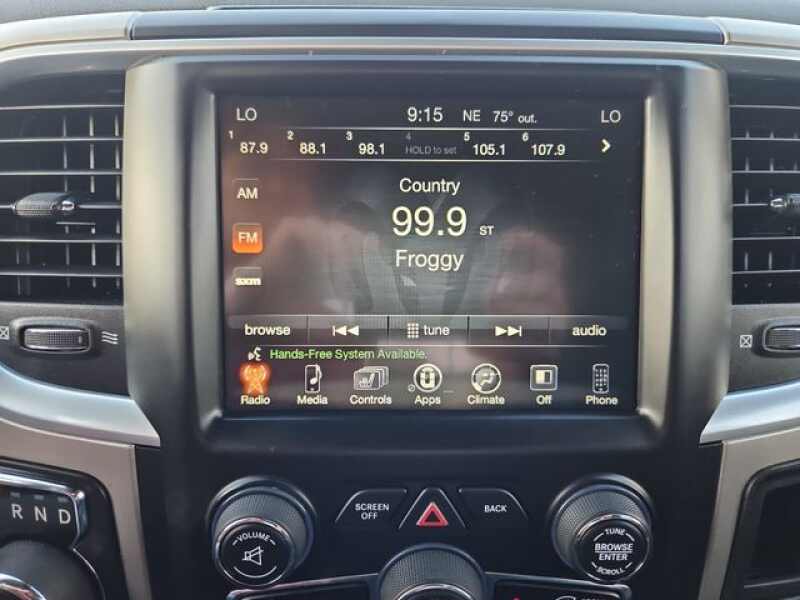 LO 9:15 NE 75° out. LO
1 87.9 2 88.1 3 98.1 4 HOLD to set 5 105.1 6 107.9 >
AM
Country
99.9 ST
FM
Froggy
browse tune audio
Hands-Free System Available.
Radio Media Controls Apps Climate Off Phone
R N D
VOLUME
SCREEN OFF
BACK
TUNE
BROWSE
ENTER
SCROLL